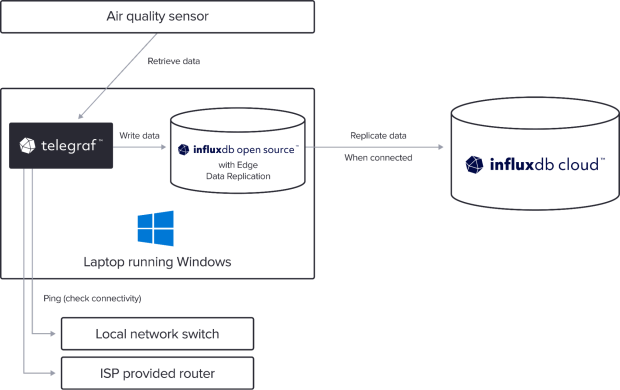 Air quality sensor
Retrieve data
telegraf™
Write data
influxdb open source™
with Edge
Data Replication
Replicate data
When connected
influxdb cloud™
Laptop running Windows
Ping (check connectivity)
Local network switch
ISP provided router